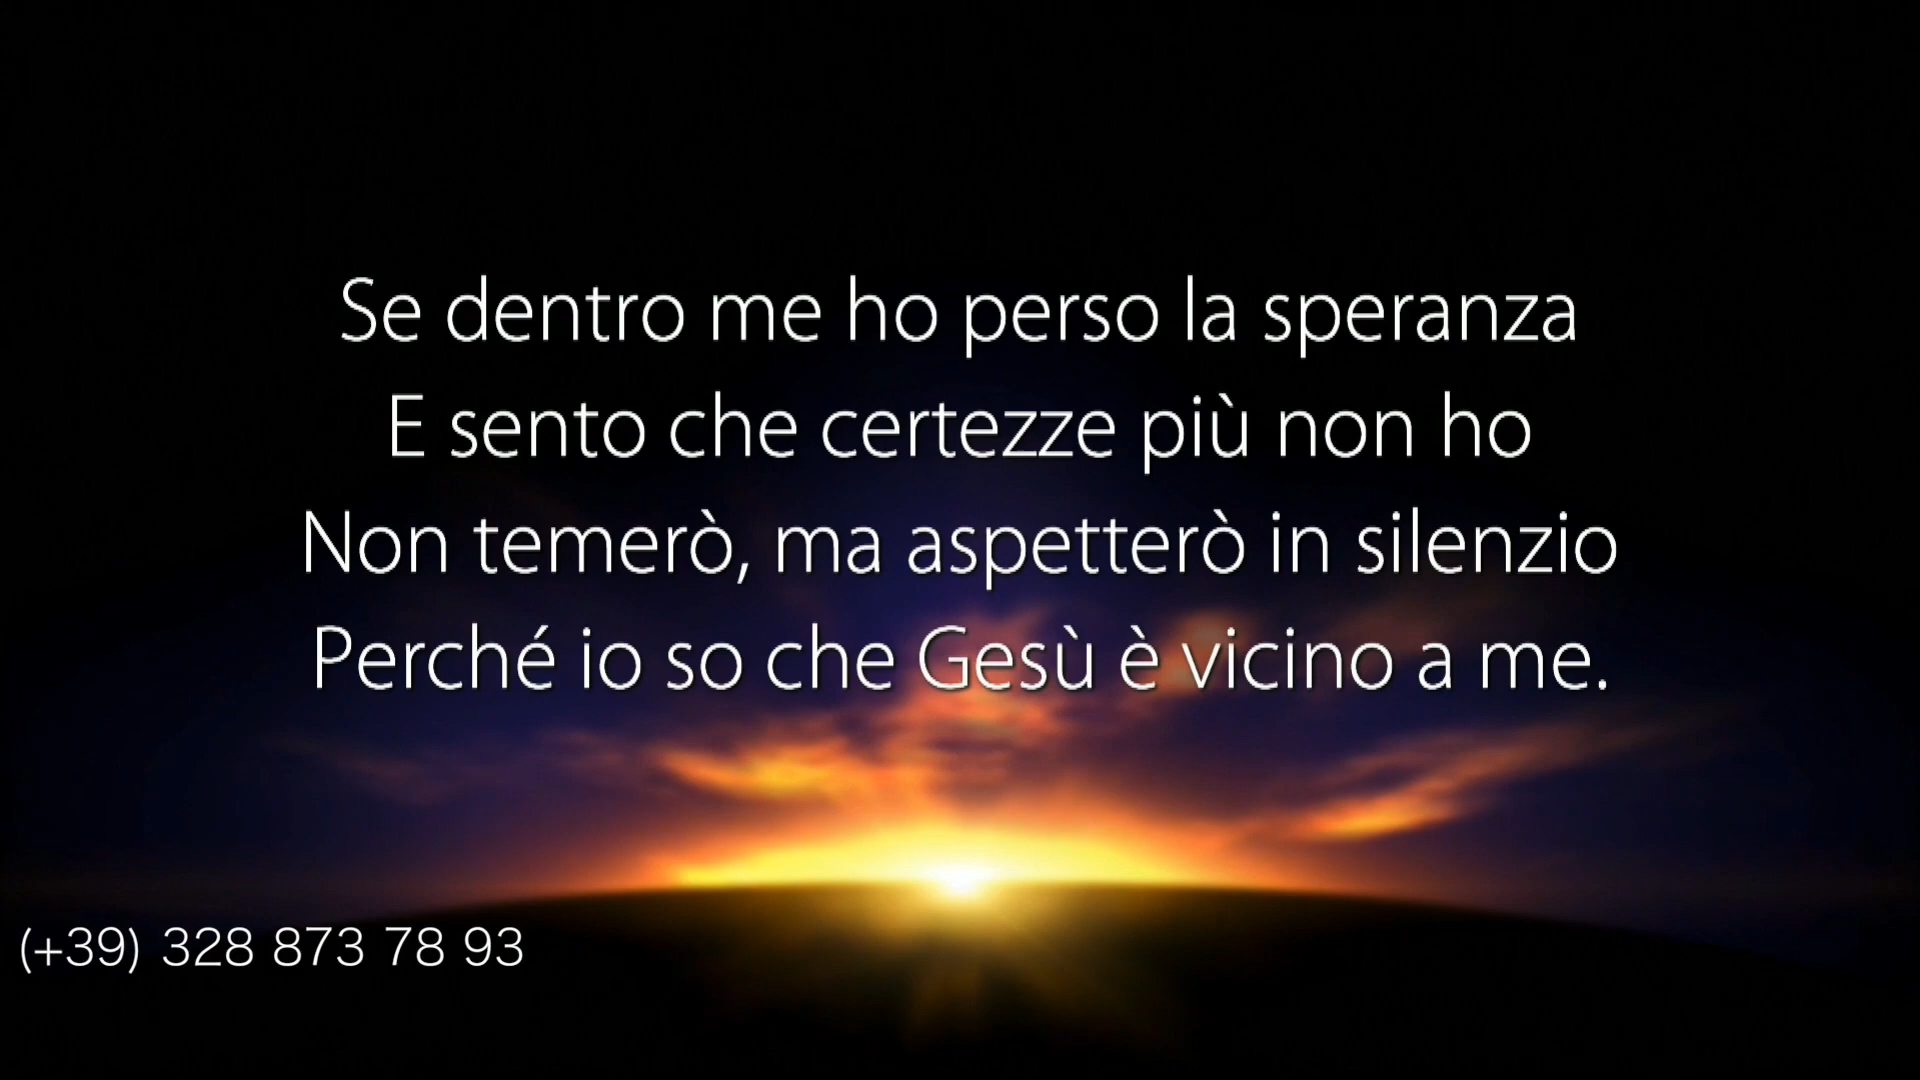 Se dentro me ho perso la speranza
E sento che certezze più non ho
Non temerò, ma aspetterò in silenzio
Perché io so che Gesù è vicino a me.
(+39) 328 873 78 93